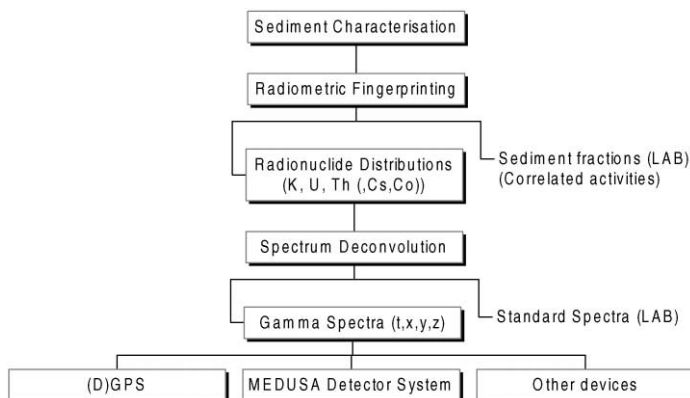 Sediment Characterisation
Radiometric Fingerprinting
Radionuclide Distributions
(K, U, Th (,Cs,Co))
Sediment fractions (LAB)
(Correlated activities)
Spectrum Deconvolution
Gamma Spectra (t,x,y,z)
Standard Spectra (LAB)
(D)GPS
MEDUSA Detector System
Other devices